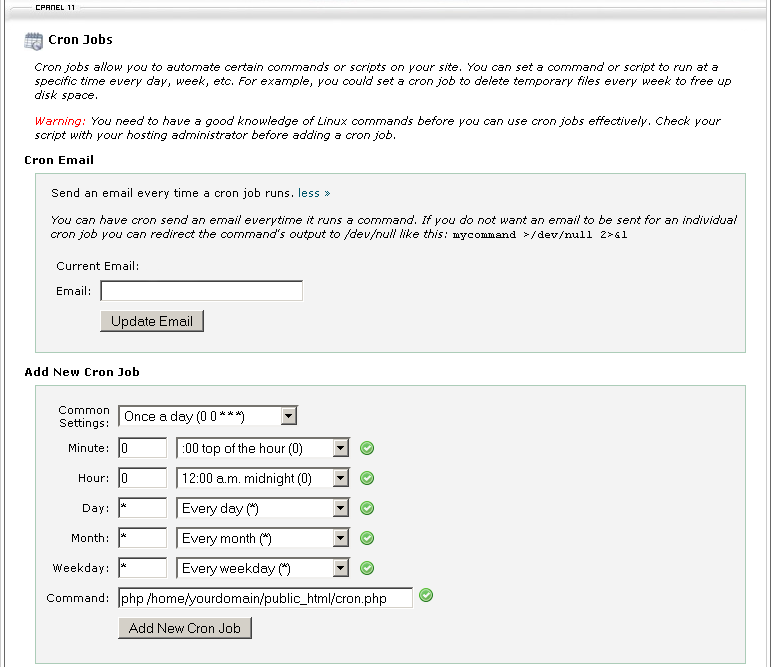 CPANEL 11
Cron Jobs
Cron jobs allow you to automate certain commands or scripts on your site. You can set a command or script to run at a
specific time every day, week, etc. For example, you could set a cron job to delete temporary files every week to free up
disk space.
Warning: You need to have a good knowledge of Linux commands before you can use cron jobs effectively. Check your
script with your hosting administrator before adding a cron job.
Cron Email
Send an email every time a cron job runs. less »
You can have cron send an email everytime it runs a command. If you do not want an email to be sent for an individual
cron job you can redirect the command's output to /dev/null like this: mycommand >/dev/null 2>&1
Current Email:
Email:
Update Email
Add New Cron Job
Common
Settings: Once a day (0 0 * * *)
Minute: 0 :00 top of the hour (0)
Hour: 0 12:00 a.m. midnight (0)
Day: * Every day (*)
Month: * Every month (*)
Weekday: * Every weekday (*)
Command: php /home/yourdomain/public_html/cron.php
Add New Cron Job